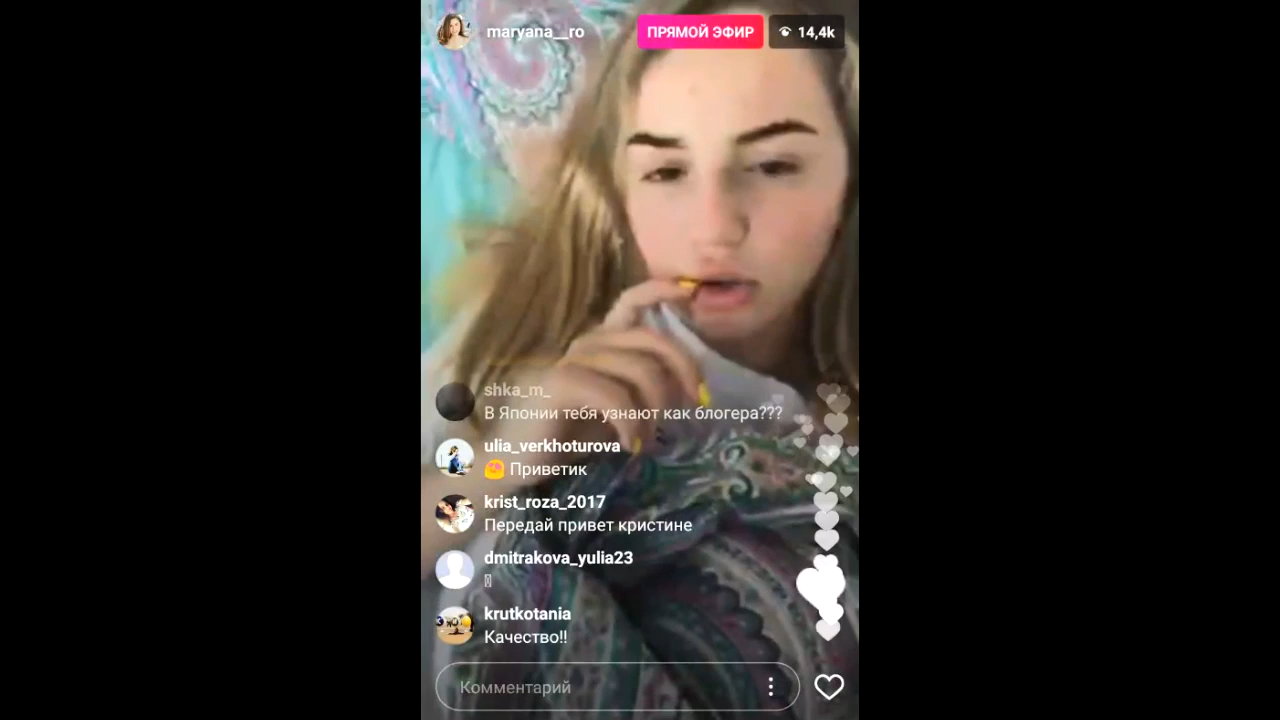 maryana__ro
ПРЯМОЙ ЭФИР
14,4k
shka_m_
В Японии тебя узнают как блогера???
ulia_verkhoturova
😍 Приветик
krist_roza_2017
Передай привет кристине
dmitrakova_yulia23
krutkotania
Качество!!
Комментарий